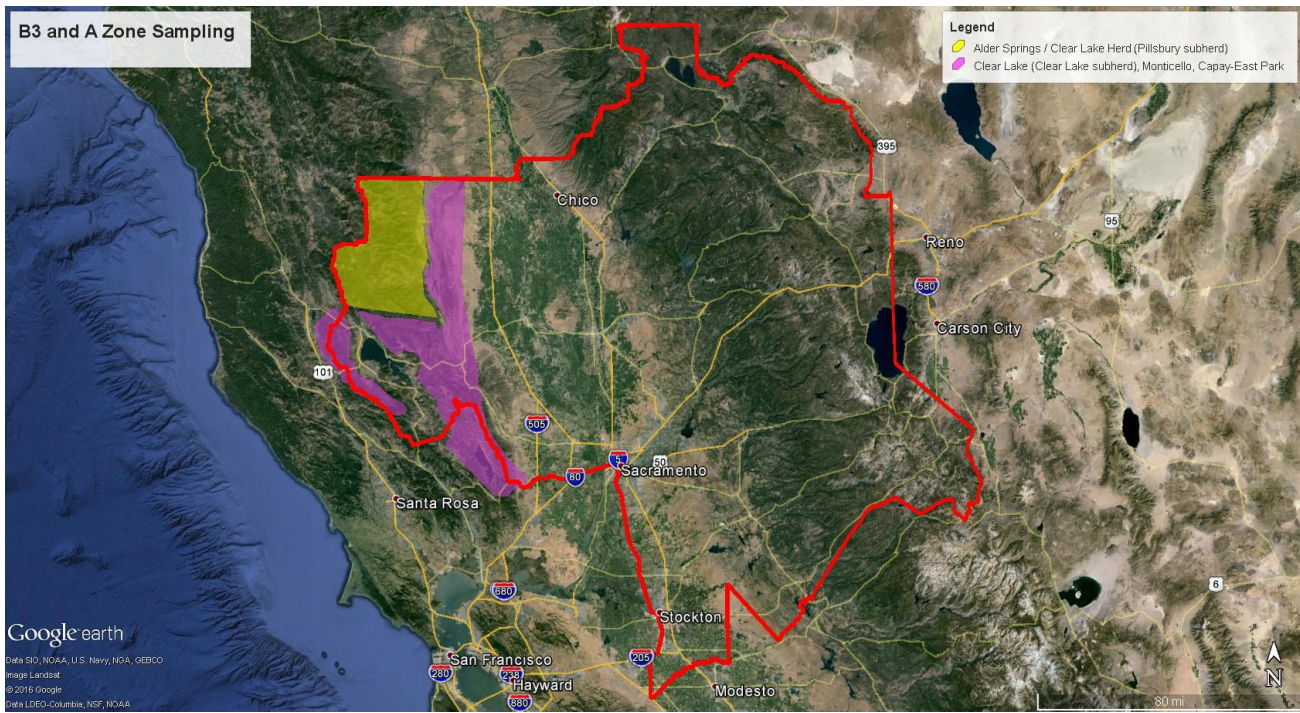 B3 and A Zone Sampling
Legend
Alder Springs / Clear Lake Herd (Pillsbury subherd)
Clear Lake (Clear Lake subherd), Monticello, Capay-East Park
395
Chico
95
Reno
580
Carson City
101
505
5
50
80
Sacramento
Santa Rosa
6
680
Stockton
Google earth
205
San Francisco
Data SIO, NOAA, U.S. Navy, NGA, GEBCO
280
238
Image Landsat
Hayward
Modesto
© 2016 Google
880
N
80 mi
Data LDEO-Columbia, NSF, NOAA